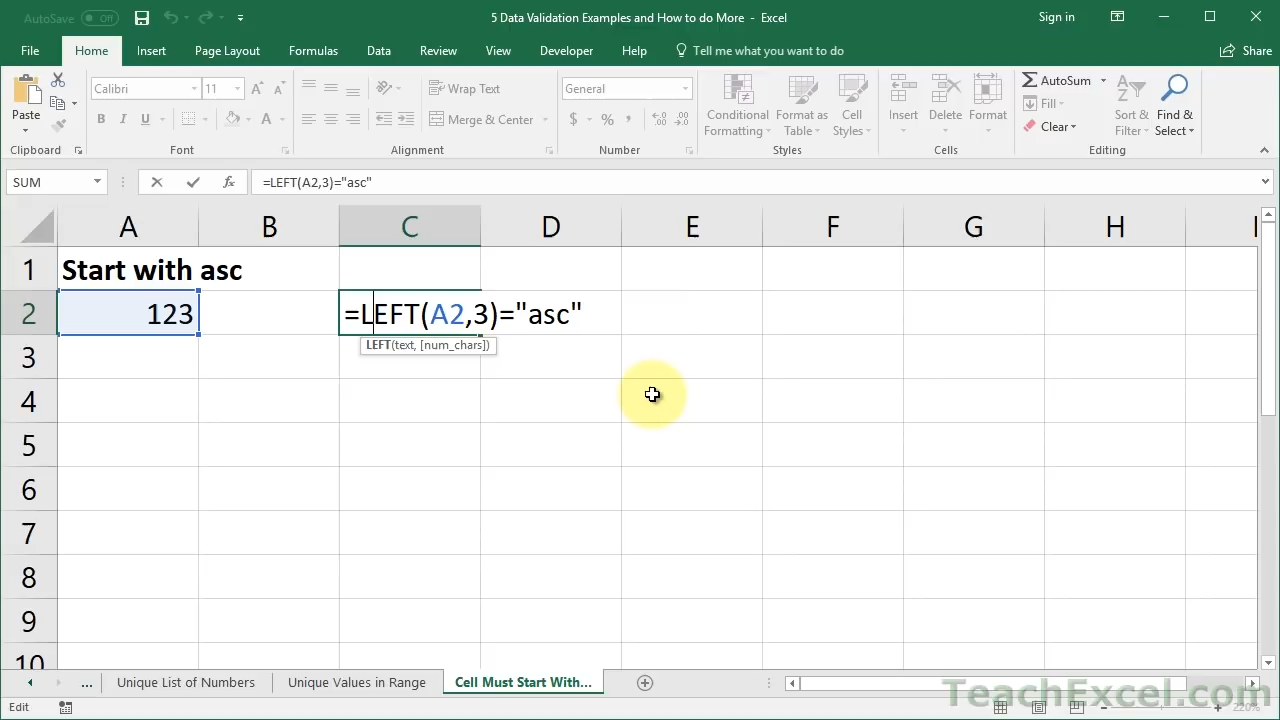 AutoSave Off 5 Data Validation Examples and How to do More - Excel Sign in
File Home Insert Page Layout Formulas Data Review View Developer Help Tell me what you want to do Share
Calibri 11 Wrap Text General AutoSum
Paste B I U A Merge & Center $ % , Conditional Formatting Format as Table Cell Styles Insert Delete Format Fill Clear Sort & Filter Find & Select
Clipboard Font Alignment Number Styles Cells Editing
SUM fx =LEFT(A2,3)="asc"
A B C D E F G H I
1 Start with asc
2 123 =LEFT(A2,3)="asc"
LEFT(text, [num_chars])
3
4
5
6
7
8
9
10
... Unique List of Numbers Unique Values in Range Cell Must Start With...
TeachExcel.com
Edit 220%